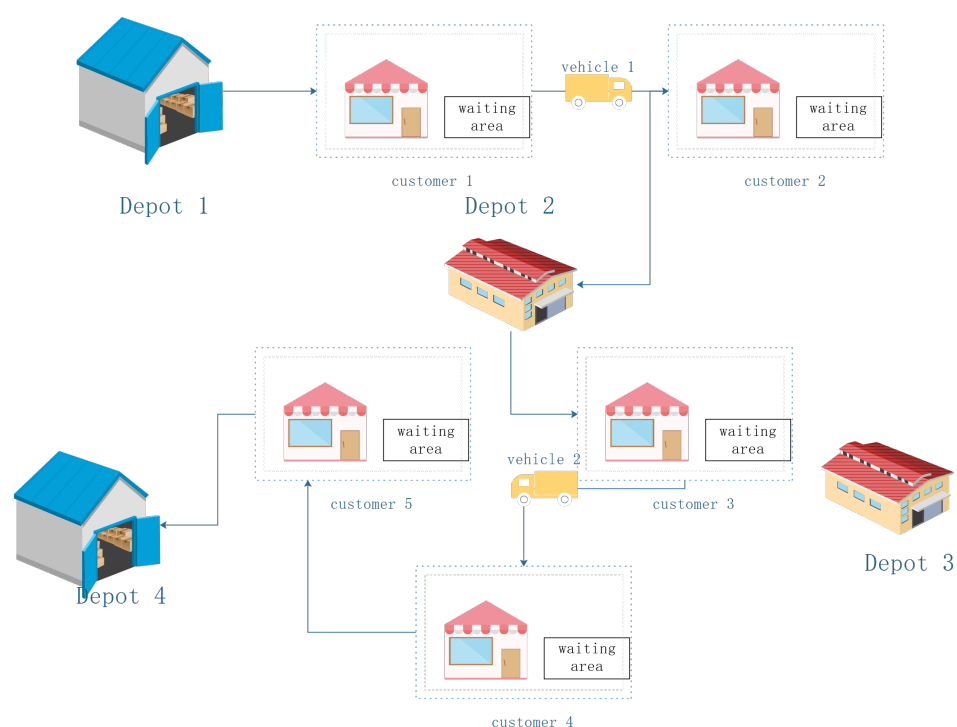 vehicle 1
waiting
area
waiting
area
customer 1
customer 2
Depot 1
Depot 2
waiting
area
waiting
area
vehicle 2
customer 5
customer 3
Depot 3
Depot 4
waiting
area
customer 4